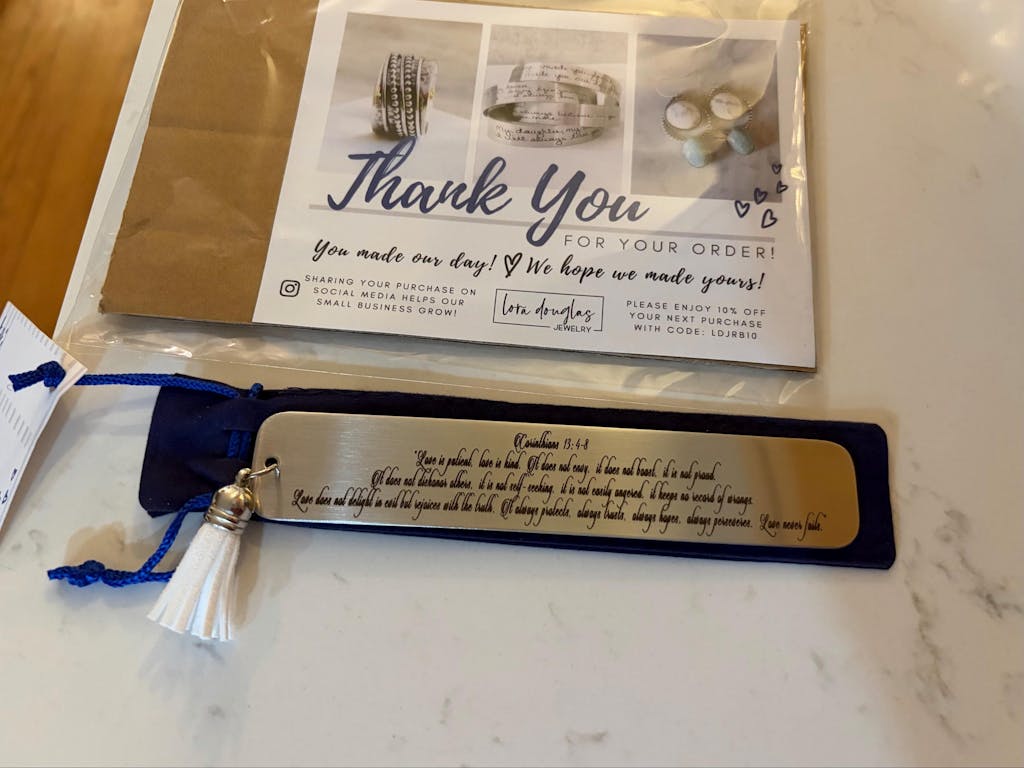 Thank You
FOR YOUR ORDER!
You made our day! We hope we made yours!
SHARING YOUR PURCHASE ON
SOCIAL MEDIA HELPS OUR
SMALL BUSINESS GROW!
lora douglas
JEWELRY
PLEASE ENJOY 10% OFF
YOUR NEXT PURCHASE
WITH CODE: LDJRB10
Corinthians 13:4-8
"Love is patient, love is kind. It does not envy, it does not boast, it is not proud.
It does not dishonor others, it is not self-seeking, it is not easily angered, it keeps no record of wrongs.
Love does not delight in evil but rejoices with the truth. It always protects, always trusts, always hopes, always perseveres. Love never fails."